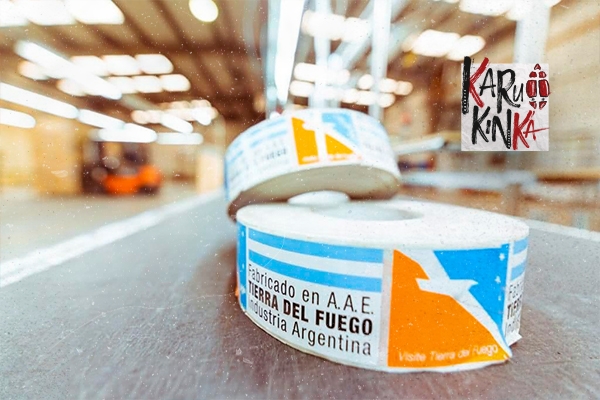 KARU
KINKA
Fabricado en A.A.E.
TIERRA DEL FUEGO
Industria Argentina
Visite Tierra del Fuego